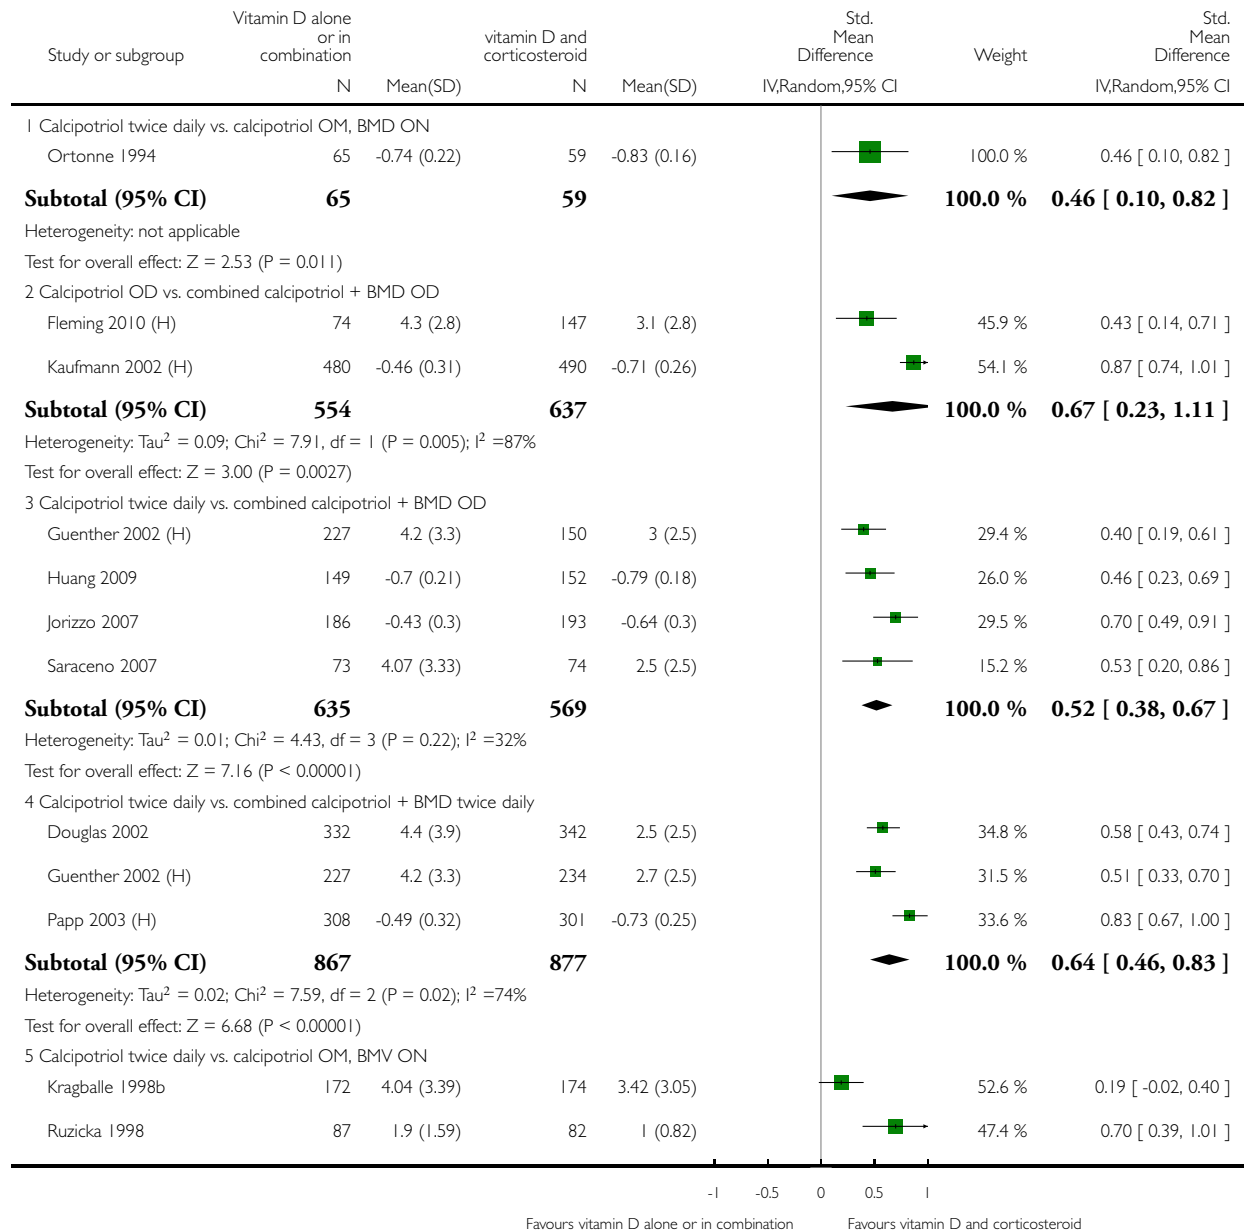 Study or subgroup Vitamin D alone or in combination vitamin D and corticosteroid Std. Mean Difference Weight Std. Mean Difference
N Mean(SD) N Mean(SD) IV,Random,95% CI IV,Random,95% CI
1 Calcipotriol twice daily vs. calcipotriol OM, BMD ON
Ortonne 1994 65 -0.74 (0.22) 59 -0.83 (0.16) 100.0 % 0.46 [ 0.10, 0.82 ]
Subtotal (95% CI) 65 59 100.0 % 0.46 [ 0.10, 0.82 ]
Heterogeneity: not applicable
Test for overall effect: Z = 2.53 (P = 0.011)
2 Calcipotriol OD vs. combined calcipotriol + BMD OD
Fleming 2010 (H) 74 4.3 (2.8) 147 3.1 (2.8) 45.9 % 0.43 [ 0.14, 0.71 ]
Kaufmann 2002 (H) 480 -0.46 (0.31) 490 -0.71 (0.26) 54.1 % 0.87 [ 0.74, 1.01 ]
Subtotal (95% CI) 554 637 100.0 % 0.67 [ 0.23, 1.11 ]
Heterogeneity: Tau² = 0.09; Chi² = 7.91, df = 1 (P = 0.005); I² =87%
Test for overall effect: Z = 3.00 (P = 0.0027)
3 Calcipotriol twice daily vs. combined calcipotriol + BMD OD
Guenther 2002 (H) 227 4.2 (3.3) 150 3 (2.5) 29.4 % 0.40 [ 0.19, 0.61 ]
Huang 2009 149 -0.7 (0.21) 152 -0.79 (0.18) 26.0 % 0.46 [ 0.23, 0.69 ]
Jorizzo 2007 186 -0.43 (0.3) 193 -0.64 (0.3) 29.5 % 0.70 [ 0.49, 0.91 ]
Saraceno 2007 73 4.07 (3.33) 74 2.5 (2.5) 15.2 % 0.53 [ 0.20, 0.86 ]
Subtotal (95% CI) 635 569 100.0 % 0.52 [ 0.38, 0.67 ]
Heterogeneity: Tau² = 0.01; Chi² = 4.43, df = 3 (P = 0.22); I² =32%
Test for overall effect: Z = 7.16 (P < 0.00001)
4 Calcipotriol twice daily vs. combined calcipotriol + BMD twice daily
Douglas 2002 332 4.4 (3.9) 342 2.5 (2.5) 34.8 % 0.58 [ 0.43, 0.74 ]
Guenther 2002 (H) 227 4.2 (3.3) 234 2.7 (2.5) 31.5 % 0.51 [ 0.33, 0.70 ]
Papp 2003 (H) 308 -0.49 (0.32) 301 -0.73 (0.25) 33.6 % 0.83 [ 0.67, 1.00 ]
Subtotal (95% CI) 867 877 100.0 % 0.64 [ 0.46, 0.83 ]
Heterogeneity: Tau² = 0.02; Chi² = 7.59, df = 2 (P = 0.02); I² =74%
Test for overall effect: Z = 6.68 (P < 0.00001)
5 Calcipotriol twice daily vs. calcipotriol OM, BMV ON
Kragballe 1998b 172 4.04 (3.39) 174 3.42 (3.05) 52.6 % 0.19 [ -0.02, 0.40 ]
Ruzicka 1998 87 1.9 (1.59) 82 1 (0.82) 47.4 % 0.70 [ 0.39, 1.01 ]
-1 -0.5 0 0.5 1
Favours vitamin D alone or in combination Favours vitamin D and corticosteroid